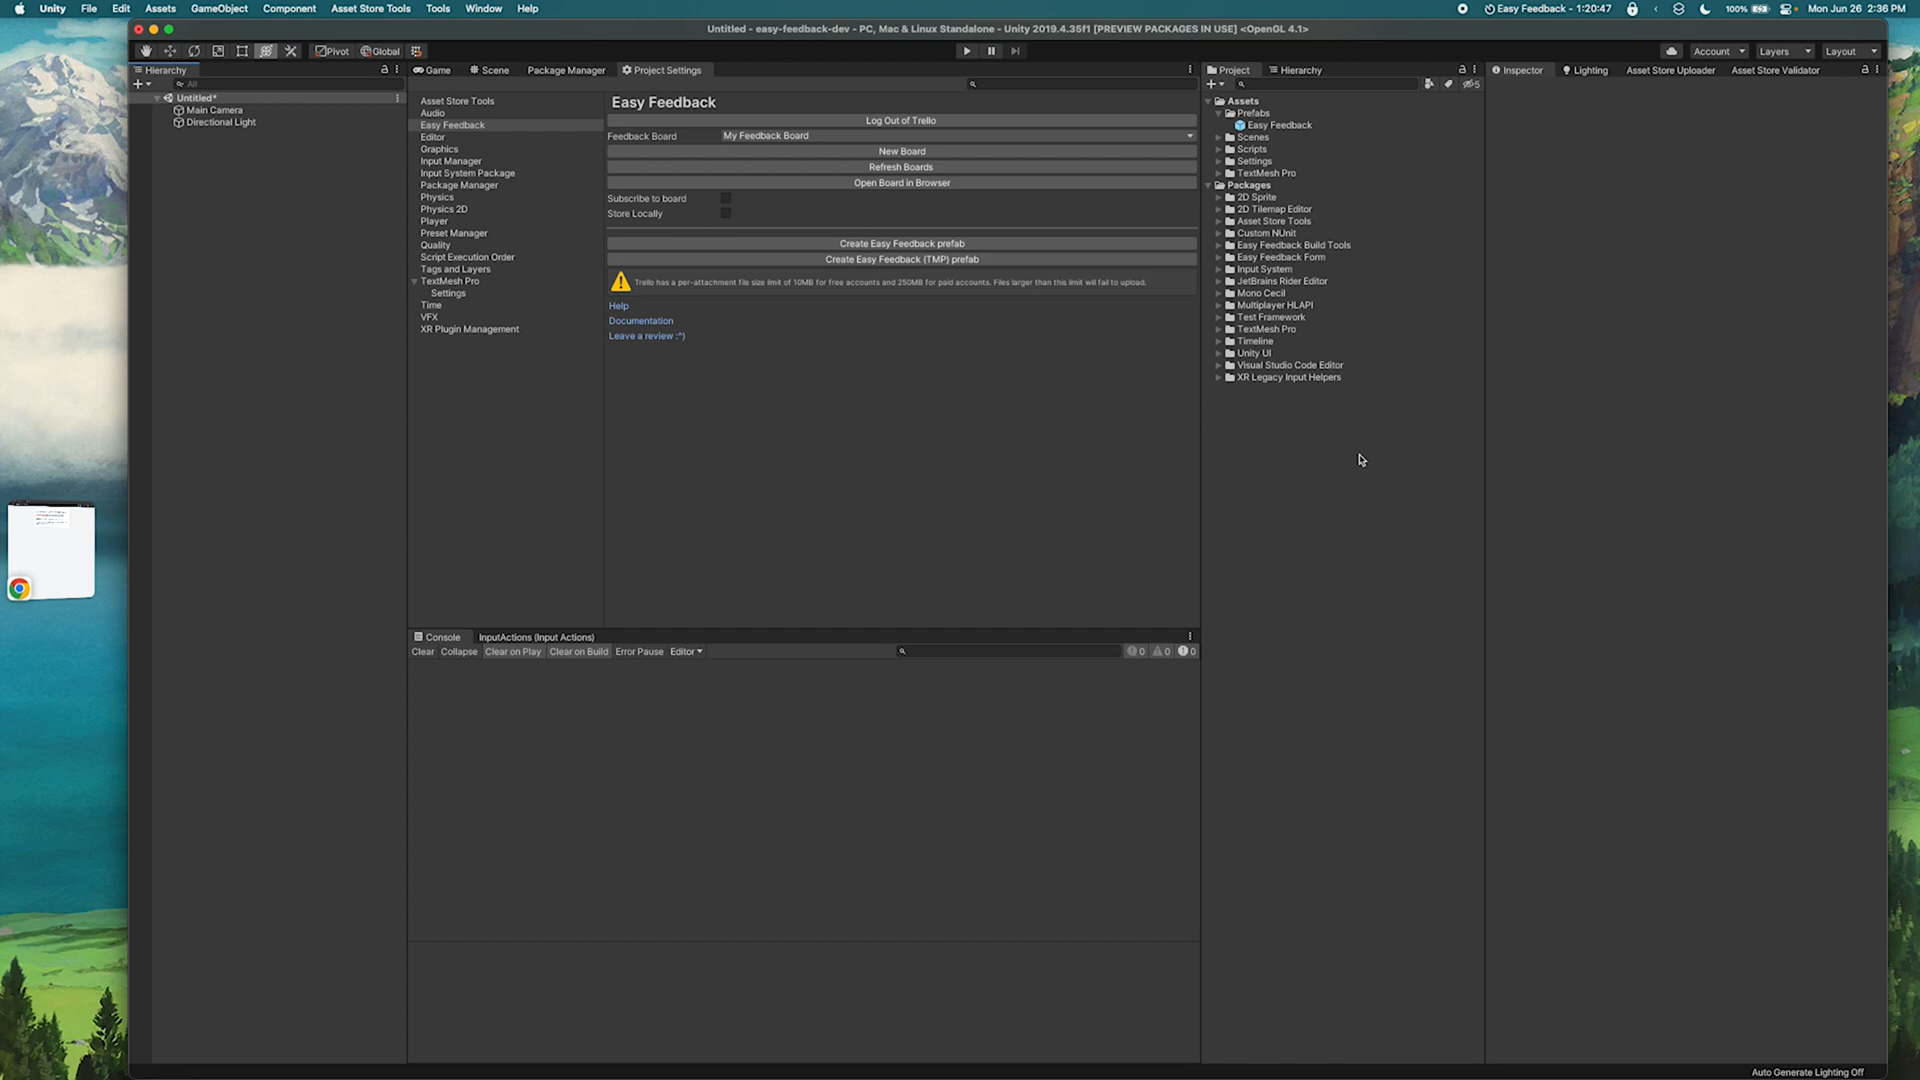 Unity File Edit Assets GameObject Component Asset Store Tools Tools Window Help Easy Feedback - 1:20:47 100% Mon Jun 26 2:36 PM
Untitled - easy-feedback-dev - PC, Mac & Linux Standalone - Unity 2019.4.35f1 [PREVIEW PACKAGES IN USE] <OpenGL 4.1>
Pivot Global Account Layers Layout
Hierarchy
All
Untitled*
Main Camera
Directional Light
Game Scene Package Manager Project Settings
Asset Store Tools
Audio
Easy Feedback
Editor
Graphics
Input Manager
Input System Package
Package Manager
Physics
Physics 2D
Player
Preset Manager
Quality
Script Execution Order
Tags and Layers
TextMesh Pro
Settings
Time
VFX
XR Plugin Management
Easy Feedback
Log Out of Trello
Feedback Board My Feedback Board
New Board
Refresh Boards
Open Board in Browser
Subscribe to board
Store Locally
Create Easy Feedback prefab
Create Easy Feedback (TMP) prefab
Trello has a per-attachment file size limit of 10MB for free accounts and 250MB for paid accounts. Files larger than this limit will fail to upload.
Help
Documentation
Leave a review :^)
Console InputActions (Input Actions)
Clear Collapse Clear on Play Clear on Build Error Pause Editor 0 0 0
Project Hierarchy
5
Assets
Prefabs
Easy Feedback
Scenes
Scripts
Settings
TextMesh Pro
Packages
2D Sprite
2D Tilemap Editor
Asset Store Tools
Custom NUnit
Easy Feedback Build Tools
Easy Feedback Form
Input System
JetBrains Rider Editor
Mono Cecil
Multiplayer HLAPI
Test Framework
TextMesh Pro
Timeline
Unity UI
Visual Studio Code Editor
XR Legacy Input Helpers
Inspector Lighting Asset Store Uploader Asset Store Validator
Auto Generate Lighting Off